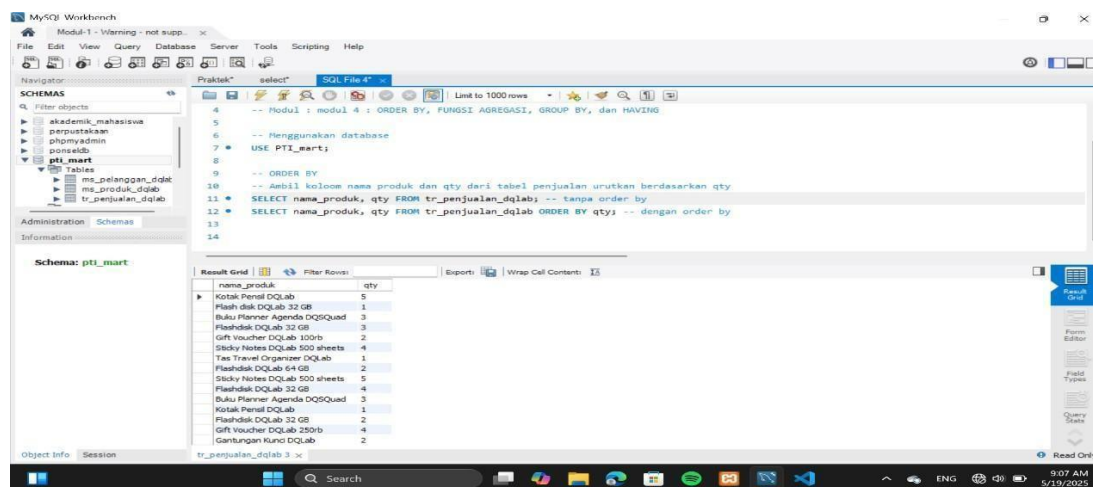 MySQL Workbench
Modul-1 - Warning - not supp...
File Edit View Query Database Server Tools Scripting Help
Navigator
Praktek* select* SQL File 4*
SCHEMAS
Limit to 1000 rows
Filter objects
akademik_mahasiswa
perpustakaan
phpmyadmin
ponseldb
pti_mart
Tables
ms_pelanggan_dqlab
ms_produk_dqlab
tr_penjualan_dqlab
Administration Schemas
Information
Schema: pti_mart
4 -- Modul : modul 4 : ORDER BY, FUNGSI AGREGASI, GROUP BY, dan HAVING
5
6 -- Menggunakan database
7 USE PTI_mart;
8
9 -- ORDER BY
10 -- Ambil koloom nama produk dan qty dari tabel penjualan urutkan berdasarkan qty
11 SELECT nama_produk, qty FROM tr_penjualan_dqlab; -- tanpa order by
12 SELECT nama_produk, qty FROM tr_penjualan_dqlab ORDER BY qty; -- dengan order by
13
14
Result Grid Filter Rows: Export: Wrap Cell Content:
nama_produk qty
Kotak Pensil DQLab 5
Flash disk DQLab 32 GB 1
Buku Planner Agenda DQSQuad 3
Flashdisk DQLab 32 GB 3
Gift Voucher DQLab 100rb 2
Sticky Notes DQLab 500 sheets 4
Tas Travel Organizer DQLab 1
Flashdisk DQLab 64 GB 2
Sticky Notes DQLab 500 sheets 5
Flashdisk DQLab 32 GB 4
Buku Planner Agenda DQSQuad 3
Kotak Pensil DQLab 1
Flashdisk DQLab 32 GB 2
Gift Voucher DQLab 250rb 4
Gantungan Kunci DQLab 2
Result Grid
Form Editor
Field Types
Query Stats
Object Info Session
tr_penjualan_dqlab 3
Read Only
Search
ENG
9:07 AM
5/19/2025